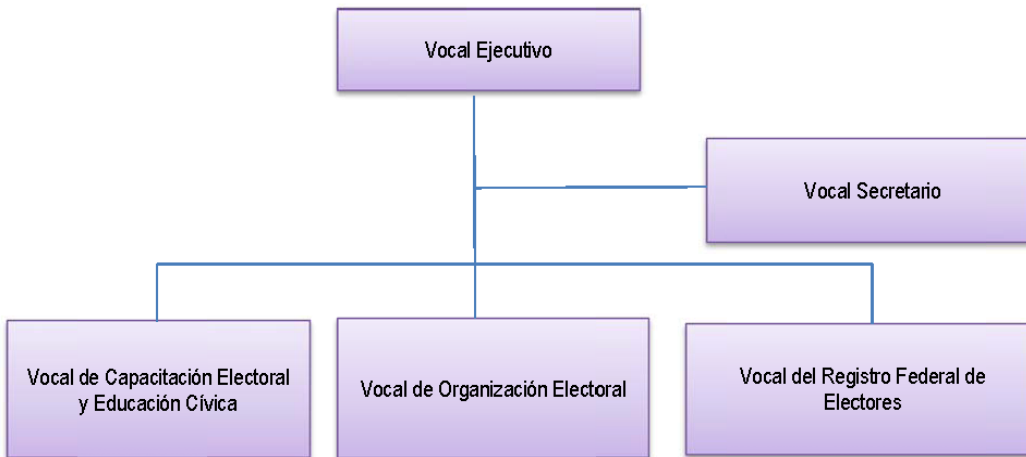 Vocal Ejecutivo
Vocal Secretario
Vocal de Capacitación Electoral
y Educación Cívica
Vocal de Organización Electoral
Vocal del Registro Federal de
Electores